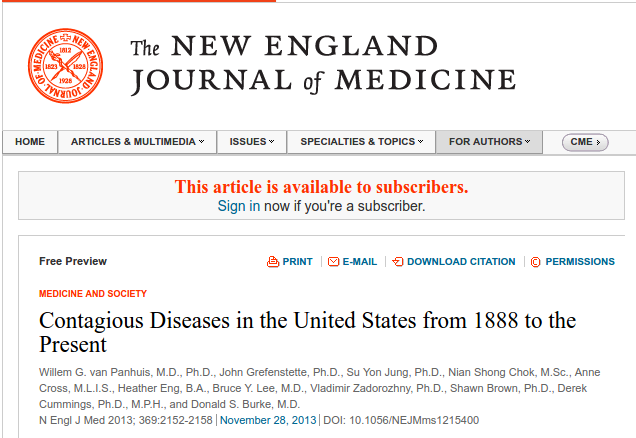 The NEW ENGLAND
JOURNAL of MEDICINE
NEW-ENGLAND-JOURNAL-OF-MEDICINE
1812
1823 1828
1928
HOME ARTICLES & MULTIMEDIA ISSUES SPECIALTIES & TOPICS FOR AUTHORS CME
This article is available to subscribers.
Sign in now if you're a subscriber.
Free Preview PRINT E-MAIL DOWNLOAD CITATION PERMISSIONS
MEDICINE AND SOCIETY
Contagious Diseases in the United States from 1888 to the
Present
Willem G. van Panhuis, M.D., Ph.D., John Grefenstette, Ph.D., Su Yon Jung, Ph.D., Nian Shong Chok, M.Sc., Anne
Cross, M.L.I.S., Heather Eng, B.A., Bruce Y. Lee, M.D., Vladimir Zadorozhny, Ph.D., Shawn Brown, Ph.D., Derek
Cummings, Ph.D., M.P.H., and Donald S. Burke, M.D.
N Engl J Med 2013; 369:2152-2158 | November 28, 2013 | DOI: 10.1056/NEJMms1215400